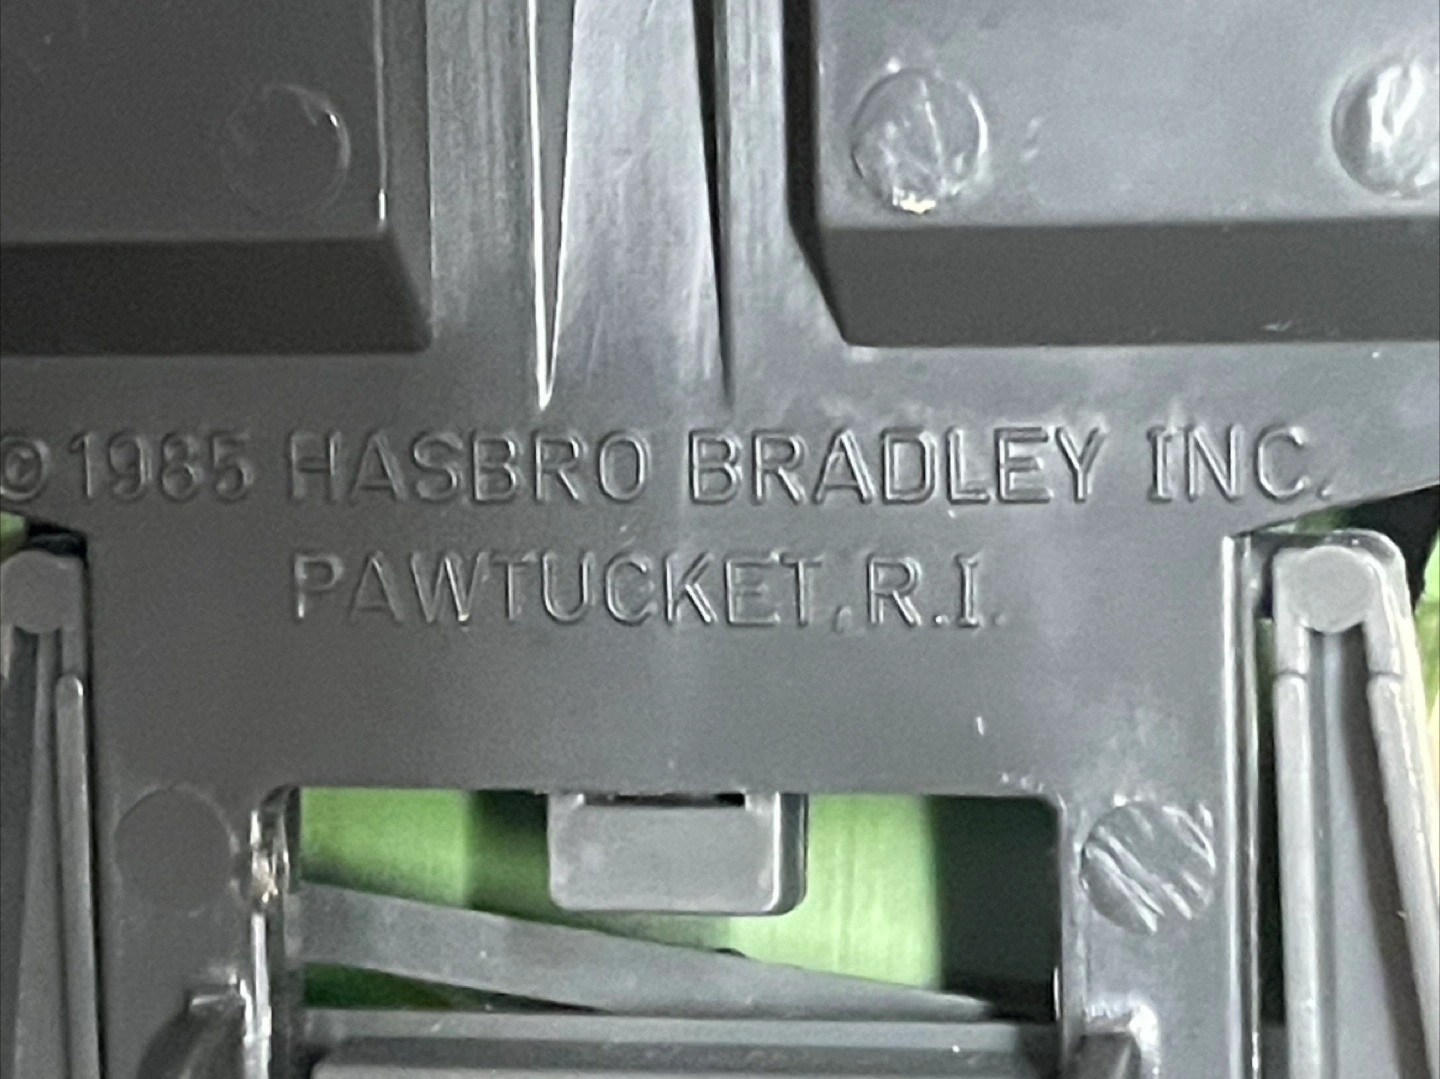 ©1985 HASBRO BRADLEY INC.
PAWTUCKET, R.I.